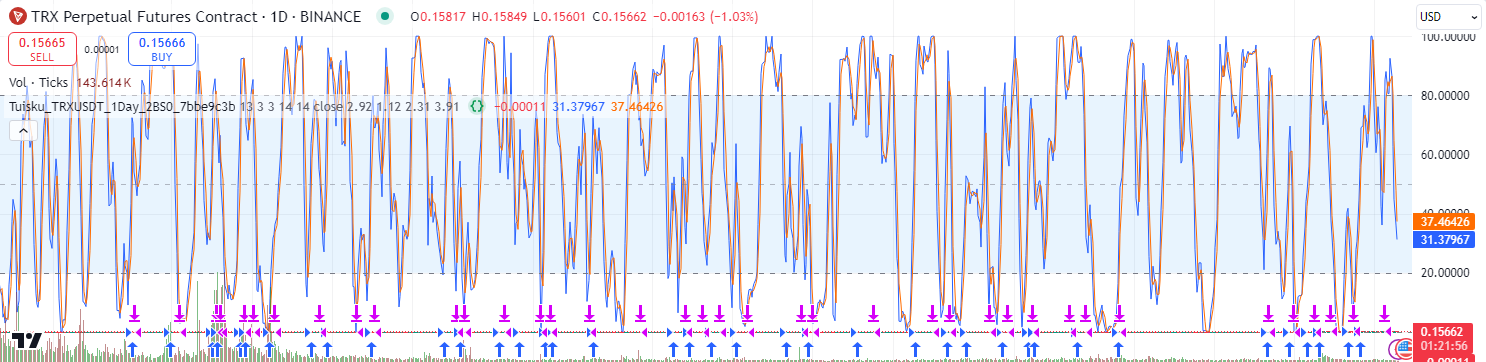 TRX Perpetual Futures Contract · 1D · BINANCE O0.15817 H0.15849 L0.15601 C0.15662 −0.00163 (−1.03%)
USD
0.15665
SELL
0.00001
0.15666
BUY
Vol · Ticks 143.614K
Tuisku_TRXUSDT_1Day_2BS0_7bbe9c3b 13 3 3 14 14 close 2.92 1.12 2.31 3.91 −0.00011 31.37967 37.46426
100.00000
80.00000
60.00000
40.00000
37.46426
31.37967
20.00000
0.15662
01:21:56